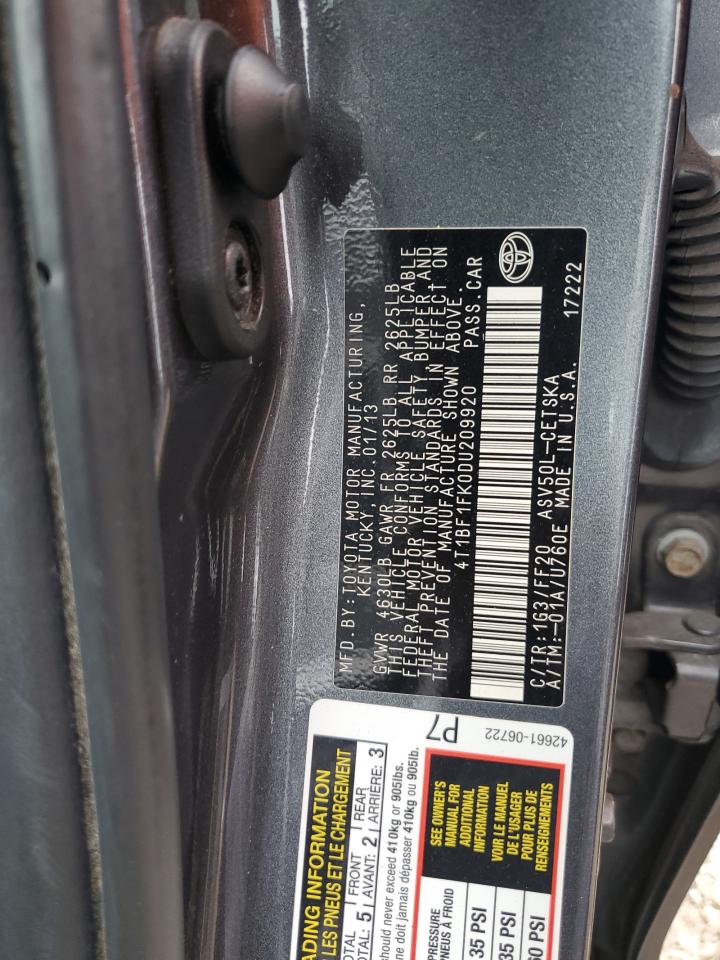 MFD.BY:TOYOTA MOTOR MANUFACTURING,
KENTUCKY, INC. 01/13
GVWR 4630LB GAWR FR 2625LB RR 2625LB
THIS VEHICLE CONFORMS TO ALL APPLICABLE
FEDERAL MOTOR VEHICLE SAFETY, BUMPER, AND
THEFT PREVENTION STANDARDS IN EFFECT ON
THE DATE OF MANUFACTURE SHOWN ABOVE.
4T1BF1FK0DU209920 PASS.CAR
C/TR:1G3/FF20 ASV50L-CETSKA
A/TM:-01A/U760E MADE IN U.S.A. 17222
P7
42661-06722
ADING INFORMATION
LES PNEUS ET LE CHARGEMENT
OTAL 5 FRONT 2 REAR 3
TOTAL: AVANT: ARRIÈRE:
should never exceed 410kg or 905lbs.
ne doit jamais dépasser 410kg ou 905lb.
PRESSURE
PNEUS À FROID
35 PSI
35 PSI
60 PSI
SEE OWNER'S
MANUAL FOR
ADDITIONAL
INFORMATION
VOIR LE MANUEL
DE L'USAGER
POUR PLUS DE
RENSEIGNEMENTS